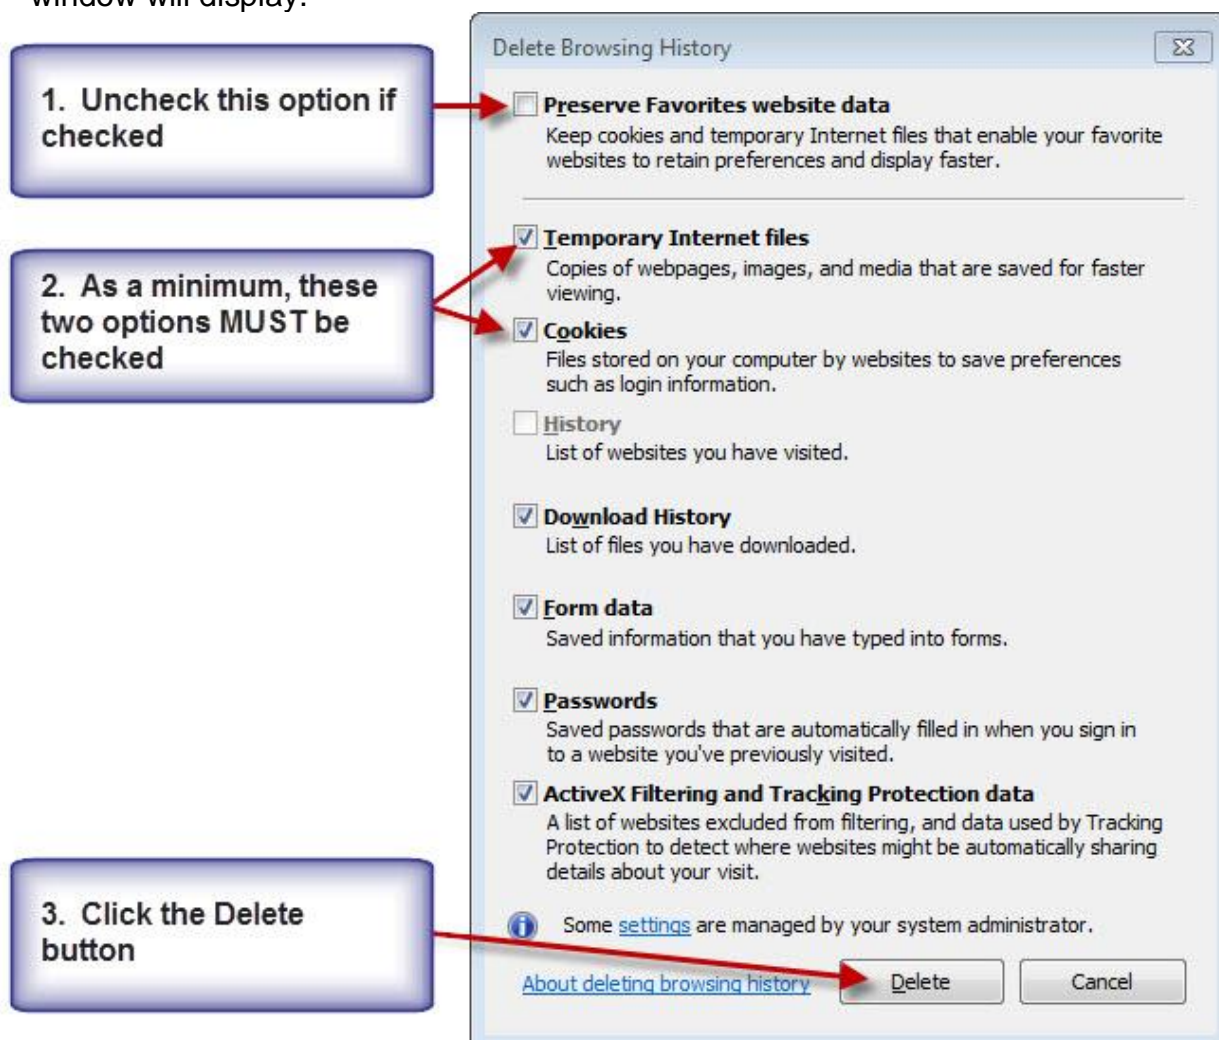 window will display.
Delete Browsing History
1. Uncheck this option if
checked
Preserve Favorites website data
Keep cookies and temporary Internet files that enable your favorite
websites to retain preferences and display faster.
2. As a minimum, these
two options MUST be
checked
Temporary Internet files
Copies of webpages, images, and media that are saved for faster
viewing.
Cookies
Files stored on your computer by websites to save preferences
such as login information.
History
List of websites you have visited.
Download History
List of files you have downloaded.
Form data
Saved information that you have typed into forms.
Passwords
Saved passwords that are automatically filled in when you sign in
to a website you've previously visited.
ActiveX Filtering and Tracking Protection data
A list of websites excluded from filtering, and data used by Tracking
Protection to detect where websites might be automatically sharing
details about your visit.
3. Click the Delete
button
Some settings are managed by your system administrator.
About deleting browsing history
Delete
Cancel